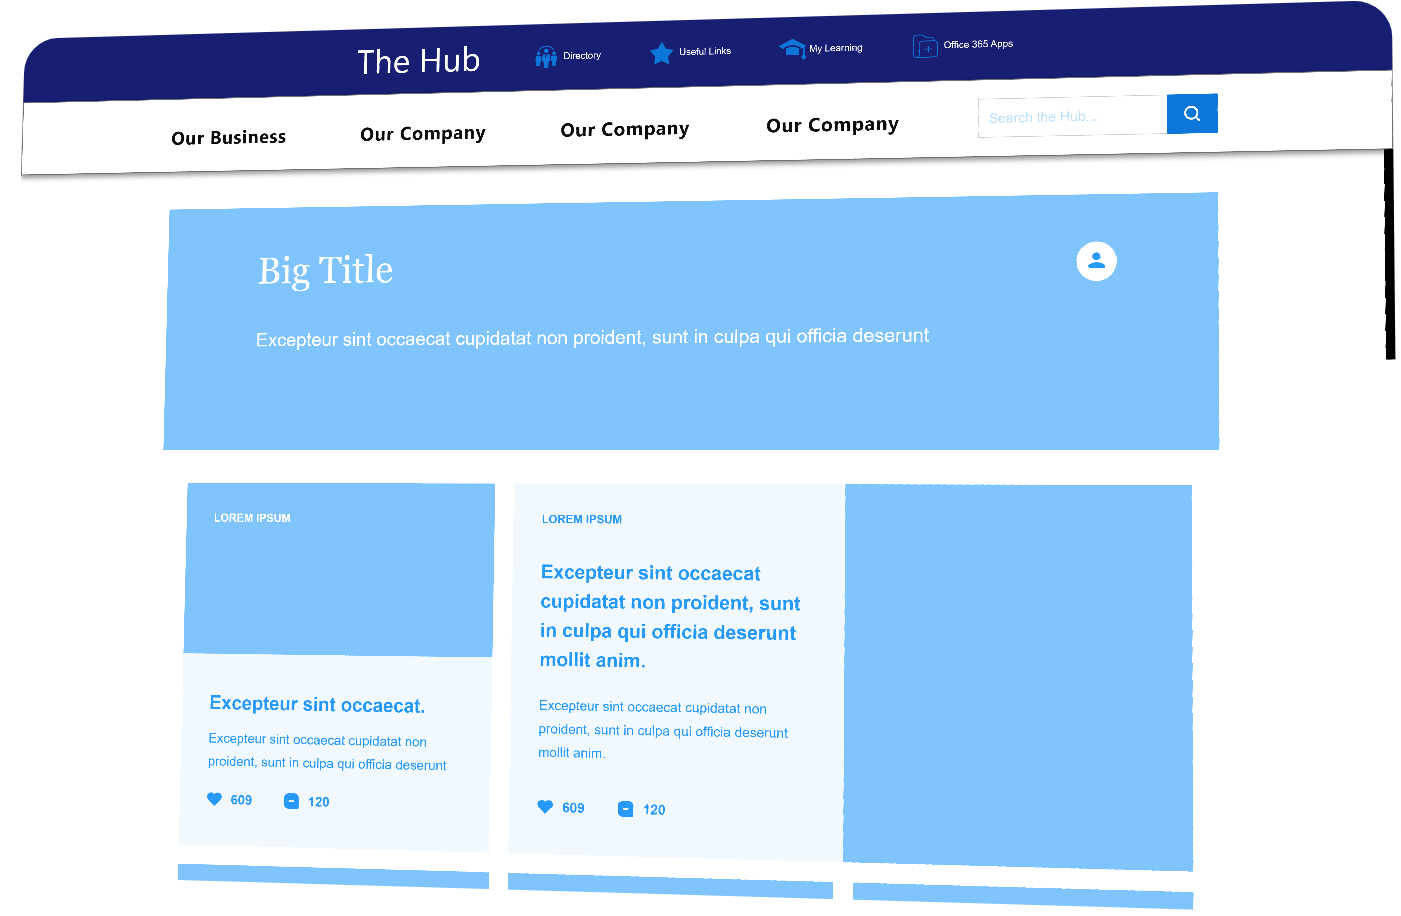 The Hub
Directory
Useful Links
My Learning
Office 365 Apps
Our Business
Our Company
Our Company
Our Company
Search the Hub...
Big Title
Excepteur sint occaecat cupidatat non proident, sunt in culpa qui officia deserunt
LOREM IPSUM
Excepteur sint occaecat.
Excepteur sint occaecat cupidatat non
proident, sunt in culpa qui officia deserunt
609
120
LOREM IPSUM
Excepteur sint occaecat
cupidatat non proident, sunt
in culpa qui officia deserunt
mollit anim.
Excepteur sint occaecat cupidatat non
proident, sunt in culpa qui officia deserunt
mollit anim.
609
120